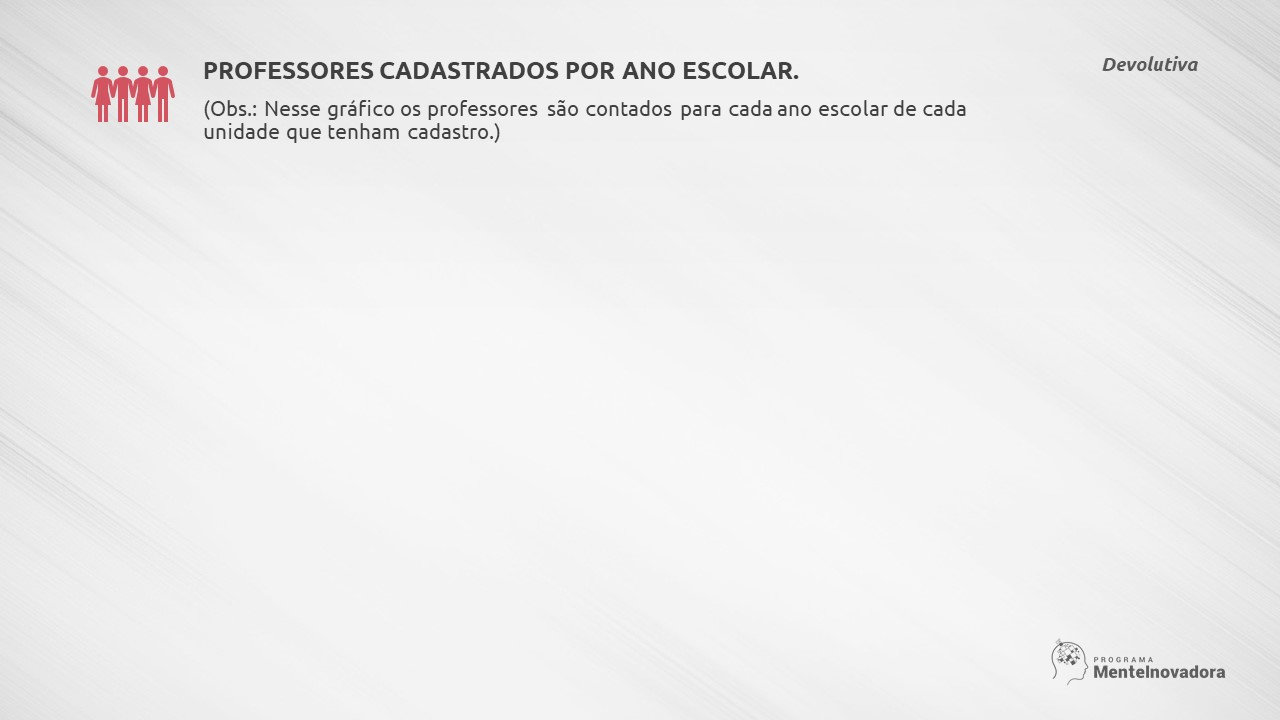 PROFESSORES CADASTRADOS POR ANO ESCOLAR.
Devolutiva
(Obs.: Nesse gráfico os professores são contados para cada ano escolar de cada
unidade que tenham cadastro.)
PROGRAMA
MenteInovadora